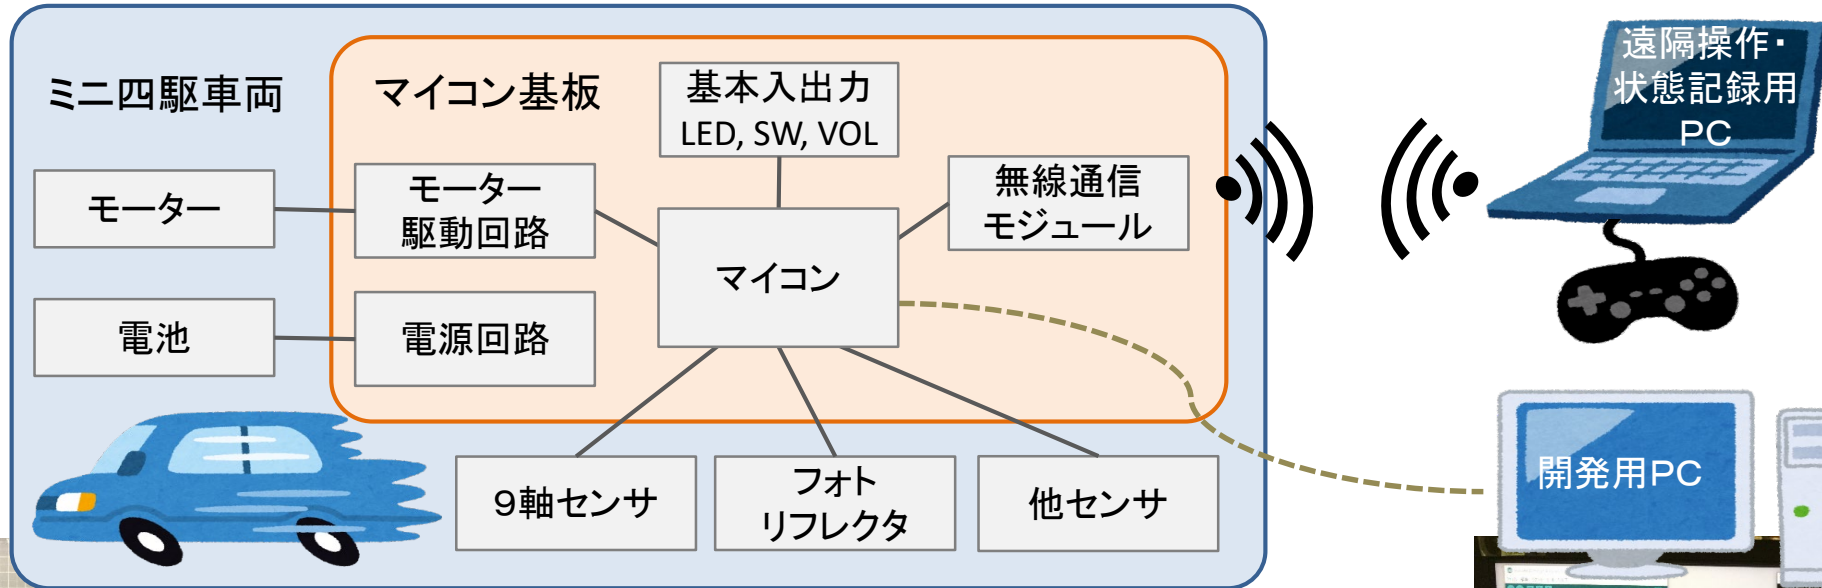 ミニ四駆車両
マイコン基板
基本入出力
LED, SW, VOL
モーター
モーター
駆動回路
無線通信
モジュール
マイコン
電池
電源回路
9軸センサ
フォト
リフレクタ
他センサ
遠隔操作・
状態記録用
PC
開発用PC